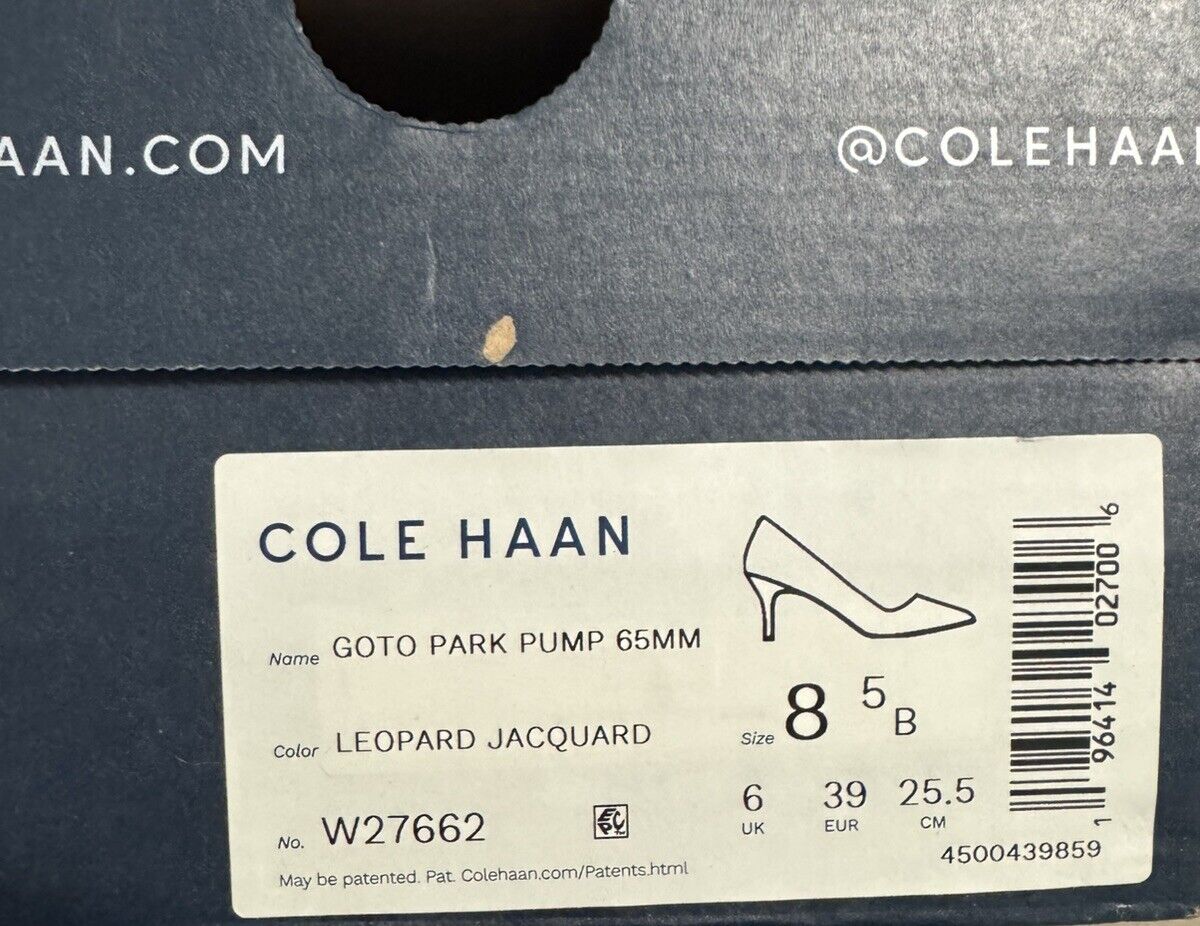 AAN.COM
@COLEHAA
COLE HAAN
Name GOTO PARK PUMP 65MM
Color LEOPARD JACQUARD
No. W27662
May be patented. Pat. Colehaan.com/Patents.html
Size 8 5 B
6 39 25.5
UK EUR CM
4500439859
1 96414 02700 6